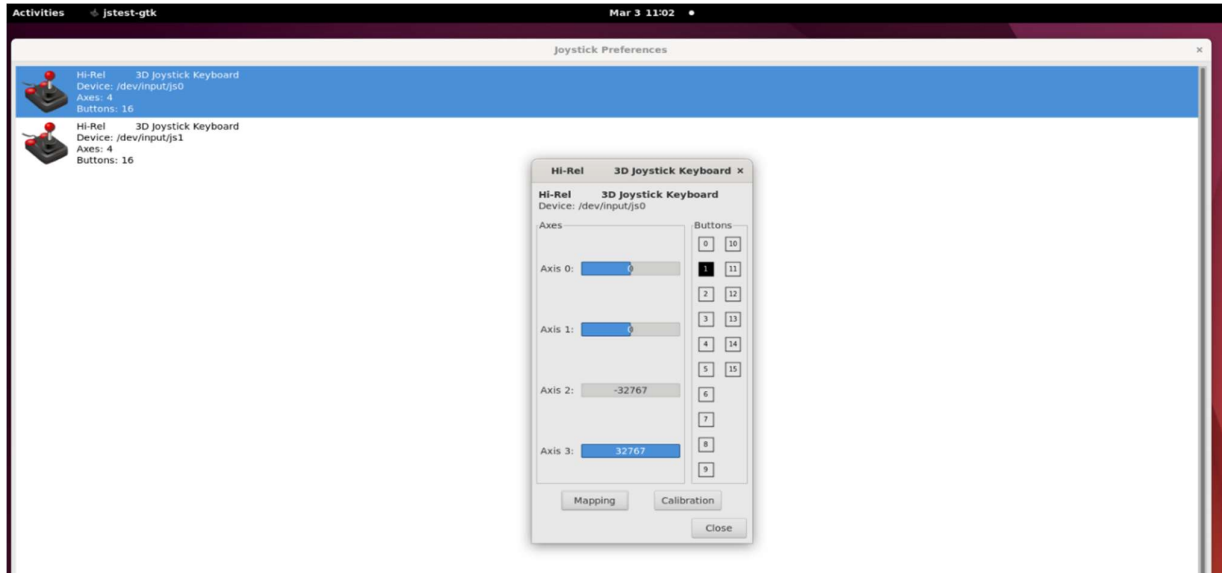 Activities jstest-gtk Mar 3 11:02
Joystick Preferences ×
Hi-Rel 3D Joystick Keyboard
Device: /dev/input/js0
Axes: 4
Buttons: 16
Hi-Rel 3D Joystick Keyboard
Device: /dev/input/js1
Axes: 4
Buttons: 16
Hi-Rel 3D Joystick Keyboard ×
Hi-Rel 3D Joystick Keyboard
Device: /dev/input/js0
Axes
Axis 0: 0
Axis 1: 0
Axis 2: -32767
Axis 3: 32767
Buttons
0 10
1 11
2 12
3 13
4 14
5 15
6
7
8
9
Mapping Calibration
Close